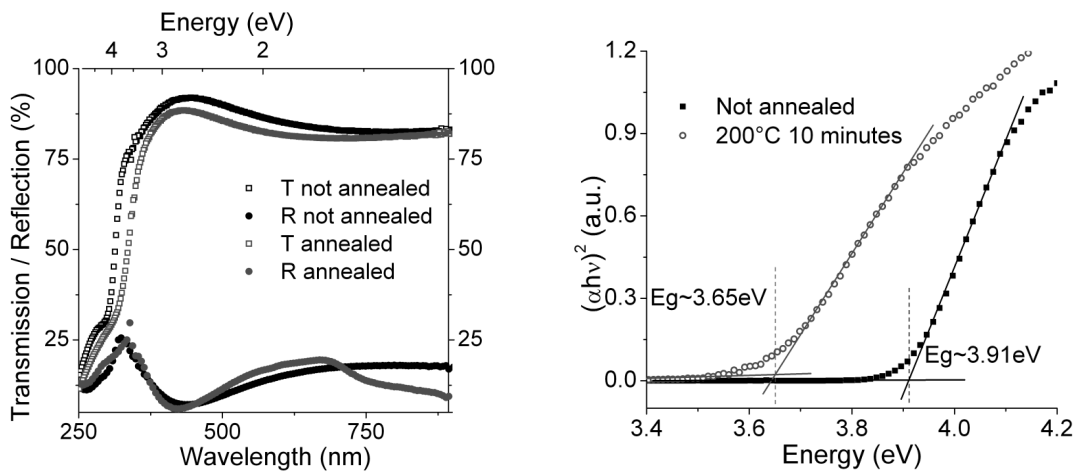 Energy (eV)
4 3 2
100 100
75 75
50 50
25 25
Transmission / Reflection (%)
T not annealed
R not annealed
T annealed
R annealed
250 500 750
Wavelength (nm)
1.2
0.9
0.6
0.3
0.0
(αhν)²  (a.u.)
Not annealed
200°C 10 minutes
Eg~3.65eV
Eg~3.91eV
3.4 3.6 3.8 4.0 4.2
Energy (eV)